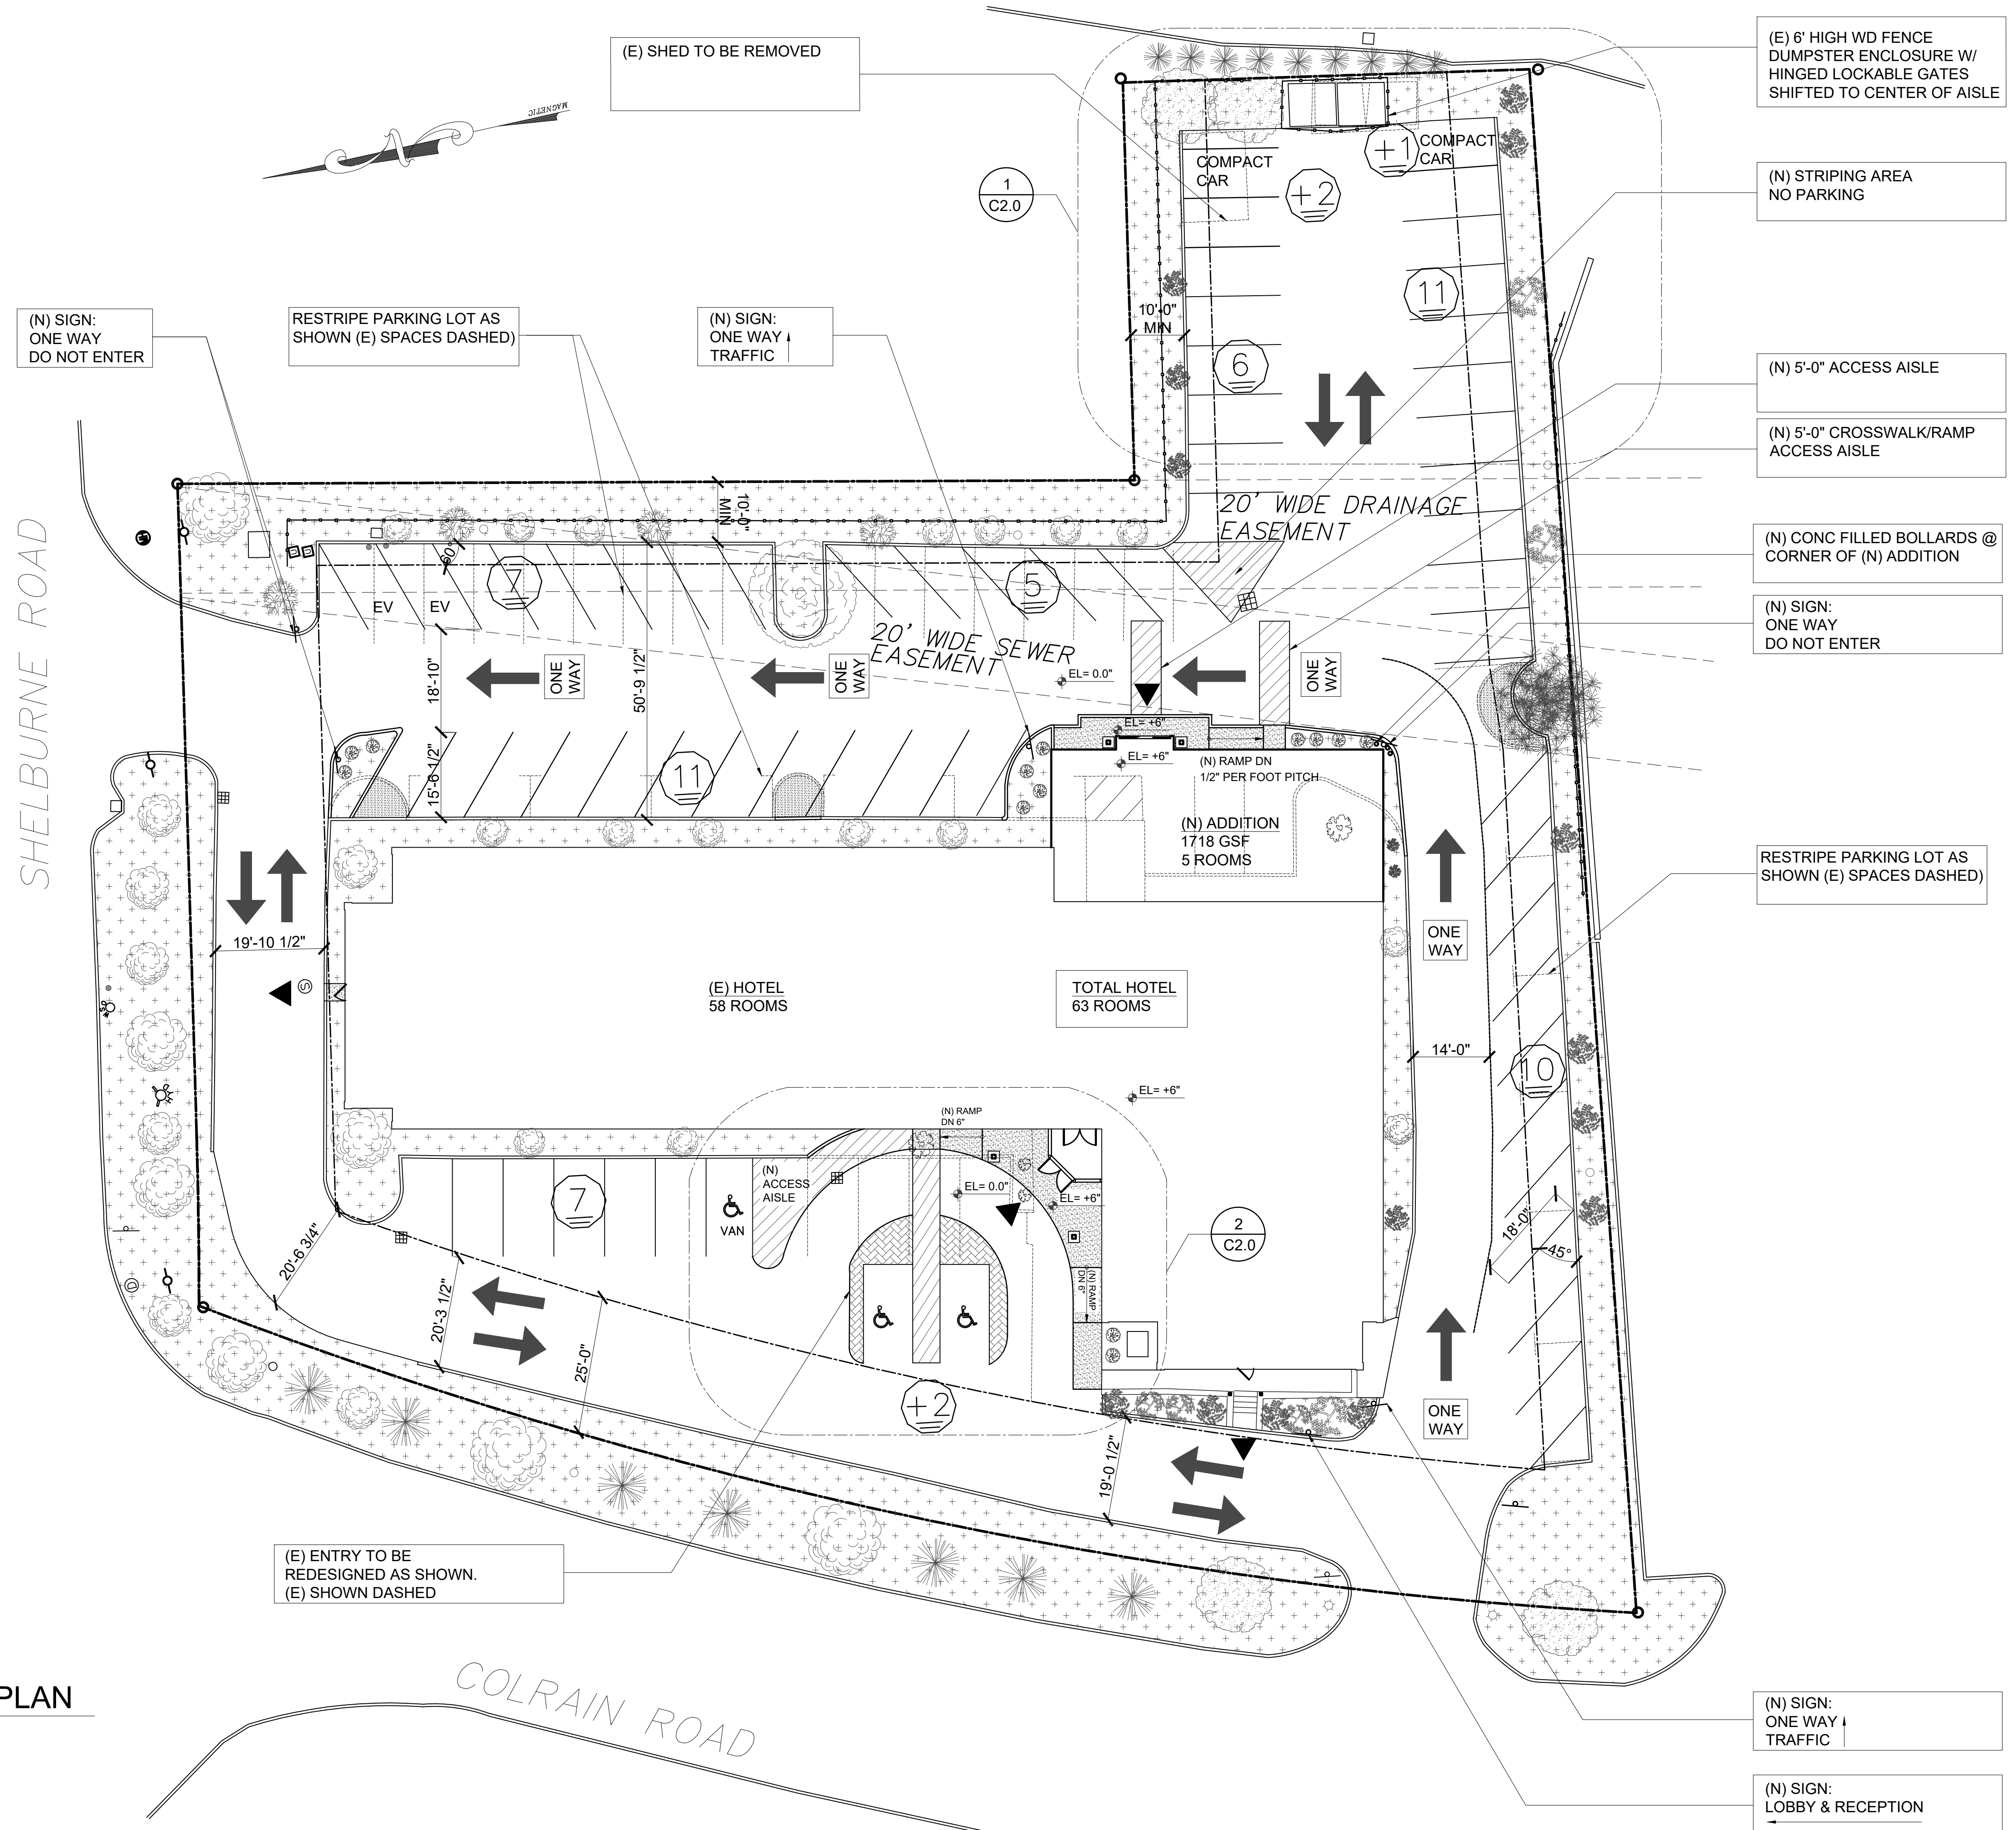 (E) SHED TO BE REMOVED
(E) 6' HIGH WD FENCE
DUMPSTER ENCLOSURE W/
HINGED LOCKABLE GATES
SHIFTED TO CENTER OF AISLE
MAGNETIC
N
COMPACT
CAR
+1
COMPACT
CAR
+2
1
C2.0
(N) STRIPING AREA
NO PARKING
11
10'-0"
MIN
6
(N) SIGN:
ONE WAY
DO NOT ENTER
RESTRIPE PARKING LOT AS
SHOWN (E) SPACES DASHED)
(N) SIGN:
ONE WAY
TRAFFIC
(N) 5'-0" ACCESS AISLE
(N) 5'-0" CROSSWALK/RAMP
ACCESS AISLE
(N) CONC FILLED BOLLARDS @
CORNER OF (N) ADDITION
(N) SIGN:
ONE WAY
DO NOT ENTER
20' WIDE DRAINAGE
EASEMENT
10'-0"
MIN
60°
7
5
EV
EV
20' WIDE SEWER
EASEMENT
18'-10"
50'-9 1/2"
15'-6 1/2"
ONE
WAY
ONE
WAY
ONE
WAY
EL= 0.0"
EL= +6"
EL= +6"
(N) RAMP DN
1/2" PER FOOT PITCH
11
(N) ADDITION
1718 GSF
5 ROOMS
SHELBURNE ROAD
RESTRIPE PARKING LOT AS
SHOWN (E) SPACES DASHED)
19'-10 1/2"
S
(E) HOTEL
58 ROOMS
TOTAL HOTEL
63 ROOMS
ONE
WAY
14'-0"
10
EL= +6"
(N) RAMP
DN 6"
(N)
ACCESS
AISLE
7
VAN
EL= 0.0"
EL= +6"
2
C2.0
(N) RAMP
DN 6"
18'-0"
45°
20'-6 3/4"
20'-3 1/2"
25'-0"
D
+2
ONE
WAY
19'-0 1/2"
(E) ENTRY TO BE
REDESIGNED AS SHOWN.
(E) SHOWN DASHED
PLAN
COLRAIN ROAD
(N) SIGN:
ONE WAY
TRAFFIC
(N) SIGN:
LOBBY & RECEPTION